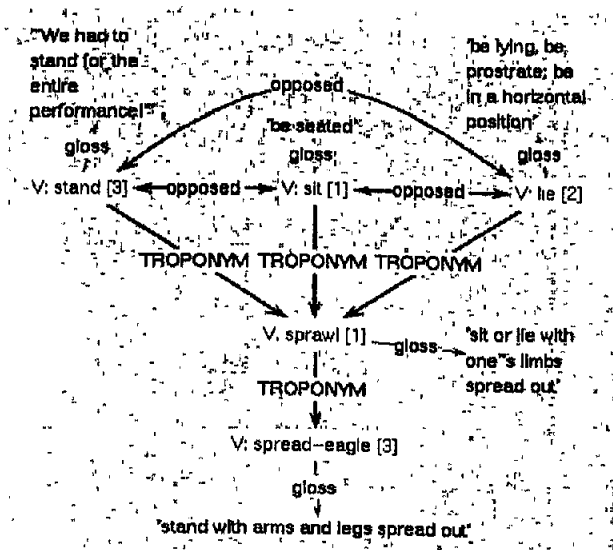 "We had to
stand for the
entire
performance!"
"be lying, be
prostrate; be
in a horizontal
position"
opposed
"be seated"
gloss
gloss
gloss
V: stand [3]
opposed
V: sit [1]
opposed
V: lie [2]
TROPONYM
TROPONYM
TROPONYM
V: sprawl [1]
gloss
"sit or lie with
one"s limbs
spread out"
TROPONYM
V: spread-eagle [3]
gloss
"stand with arms and legs spread out"